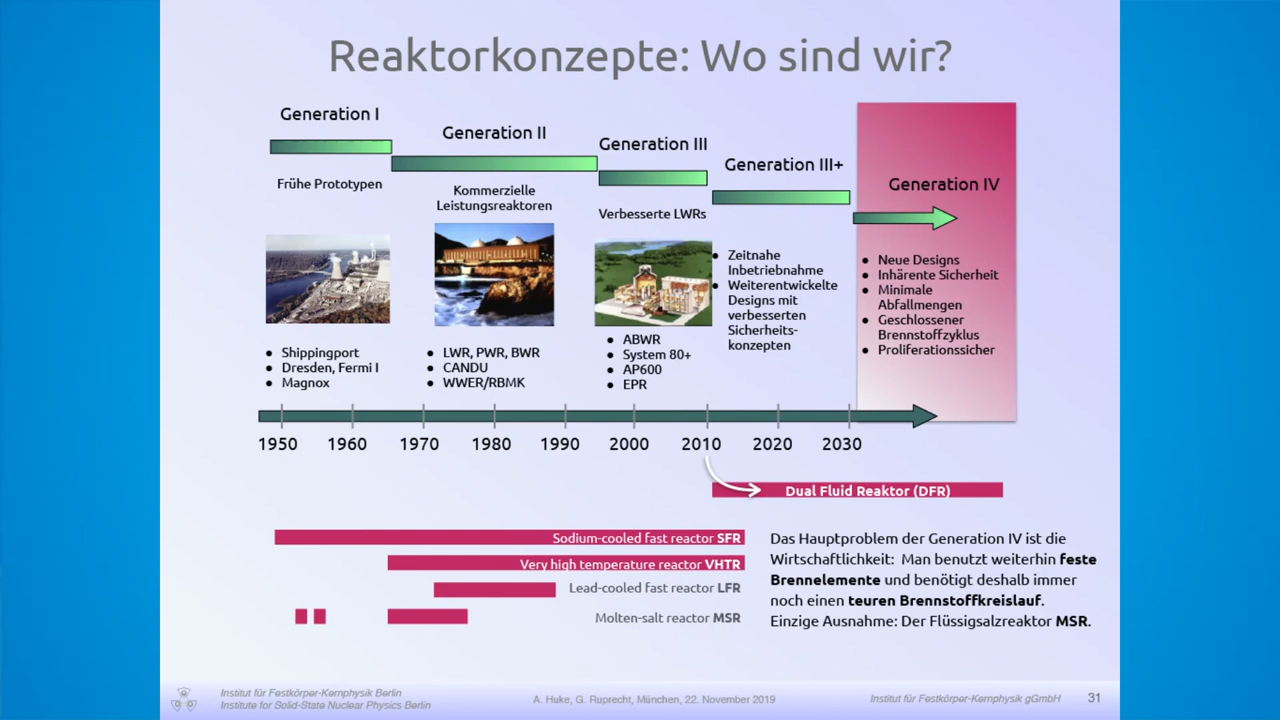 Reaktorkonzepte: Wo sind wir?
Generation I
Frühe Prototypen
• Shippingport
• Dresden, Fermi I
• Magnox
Generation II
Kommerzielle
Leistungsreaktoren
• LWR, PWR, BWR
• CANDU
• WWER/RBMK
Generation III
Verbesserte LWRs
• ABWR
• System 80+
• AP600
• EPR
Generation III+
• Zeitnahe
Inbetriebnahme
• Weiterentwickelte
Designs mit
verbesserten
Sicherheits-
konzepten
Generation IV
• Neue Designs
• Inhärente Sicherheit
• Minimale
Abfallmengen
• Geschlossener
Brennstoffzyklus
• Proliferationssicher
1950 1960 1970 1980 1990 2000 2010 2020 2030
Dual Fluid Reaktor (DFR)
Sodium-cooled fast reactor SFR
Very high temperature reactor VHTR
Lead-cooled fast reactor LFR
Molten-salt reactor MSR
Das Hauptproblem der Generation IV ist die
Wirtschaftlichkeit: Man benutzt weiterhin feste
Brennelemente und benötigt deshalb immer
noch einen teuren Brennstoffkreislauf.
Einzige Ausnahme: Der Flüssigsalzreaktor MSR.
Institut für Festkörper-Kernphysik Berlin
Institute for Solid-State Nuclear Physics Berlin
A. Huke, G. Ruprecht, München, 22. November 2019
Institut für Festkörper-Kernphysik gGmbH
31